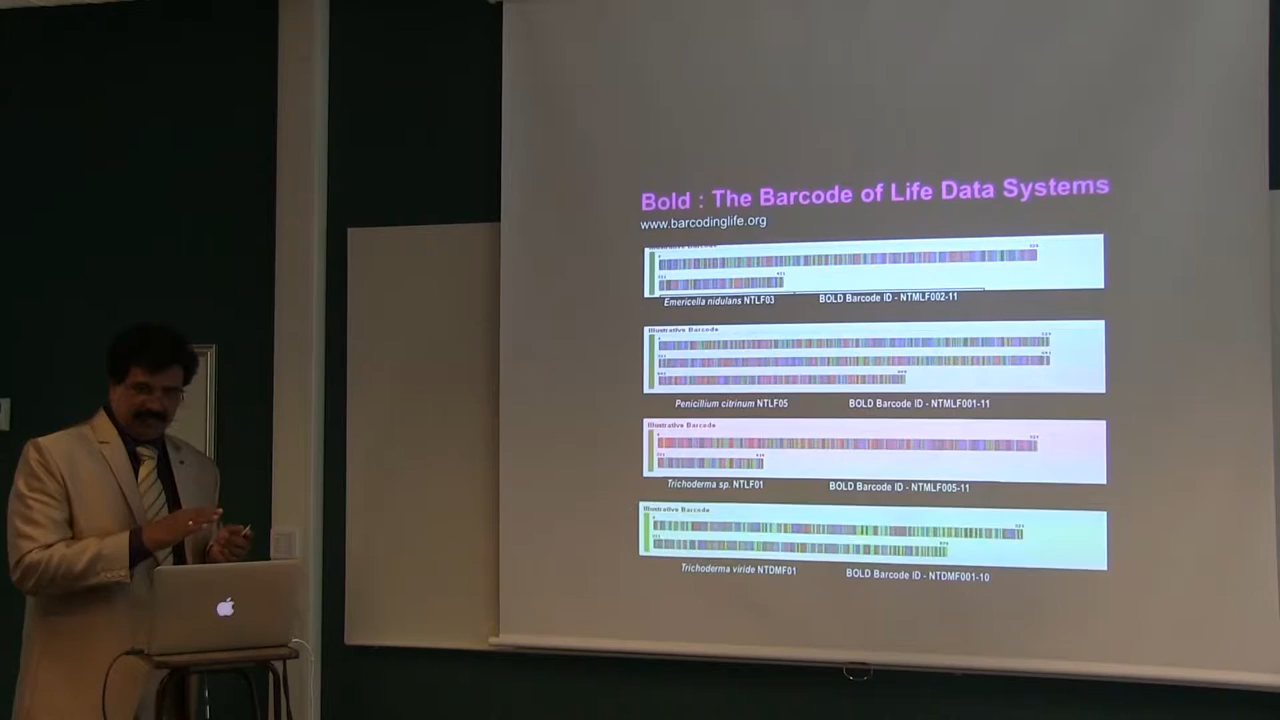 Bold : The Barcode of Life Data Systems
www.barcodinglife.org
Emericella nidulans NTLF03 BOLD Barcode ID - NTMLF002-11
Illustrative Barcode
Penicillium citrinum NTLF05 BOLD Barcode ID - NTMLF001-11
Illustrative Barcode
Trichoderma sp. NTLF01 BOLD Barcode ID - NTMLF005-11
Illustrative Barcode
Trichoderma viride NTDMF01 BOLD Barcode ID - NTDMF001-10